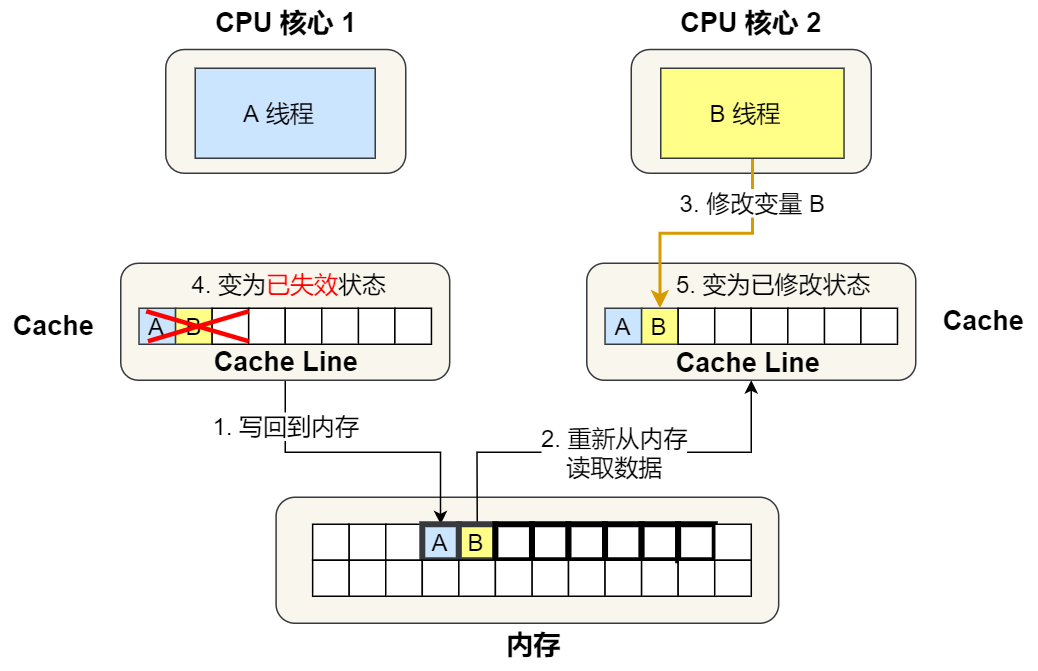 CPU 核心 1
CPU 核心 2
A 线程
B 线程
3. 修改变量 B
4. 变为已失效状态
5. 变为已修改状态
Cache
A B
A B
Cache
Cache Line
Cache Line
1. 写回到内存
2. 重新从内存
读取数据
A B
内存